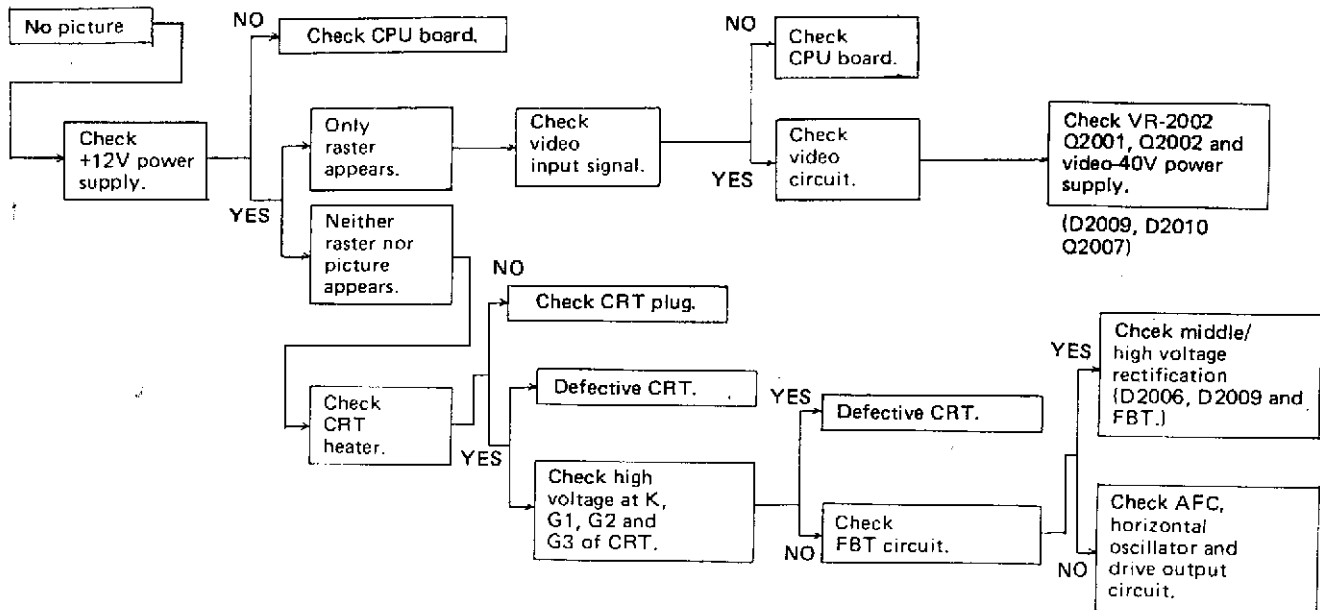 No picture
NO
Check CPU board.
Check
+12V power
supply.
YES
Only
raster
appears.
Check
video
input signal.
NO
Check
CPU board.
YES
Check
video
circuit.
Check VR-2002
Q2001, Q2002 and
video-40V power
supply.
(D2009, D2010
Q2007)
Neither
raster nor
picture
appears.
Check
CRT
heater.
NO
Check CRT plug.
YES
Defective CRT.
Check high
voltage at K,
G1, G2 and
G3 of CRT.
YES
Defective CRT.
NO
Check
FBT circuit.
YES
Chcek middle/
high voltage
rectification
(D2006, D2009 and
FBT.)
NO
Check AFC,
horizontal
oscillator and
drive output
circuit.